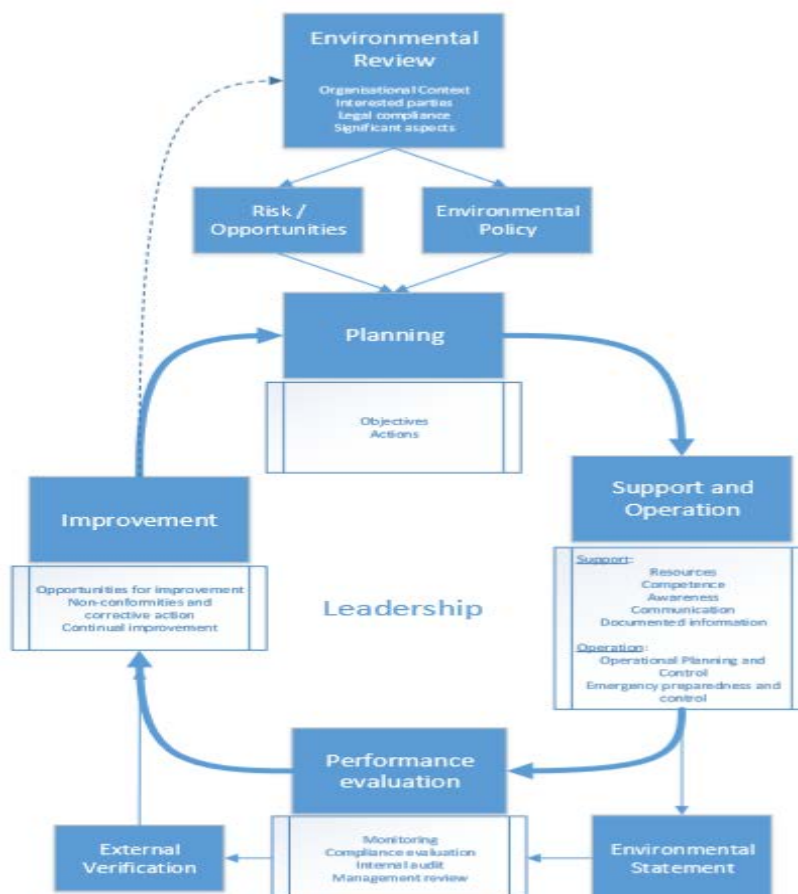 Environmental
Review
Organisational Context
Interested parties
Legal compliance
Significant aspects
Risk /
Opportunities
Environmental
Policy
Planning
Objectives
Actions
Support and
Operation
Support:
Resources
Competence
Awareness
Communication
Documented information
Operation:
Operational Planning and
Control
Emergency preparedness and
control
Improvement
Opportunities for improvement
Non-conformities and
corrective action
Continual improvement
Leadership
Performance
evaluation
Monitoring
Compliance evaluation
Internal audit
Management review
External
Verification
Environmental
Statement